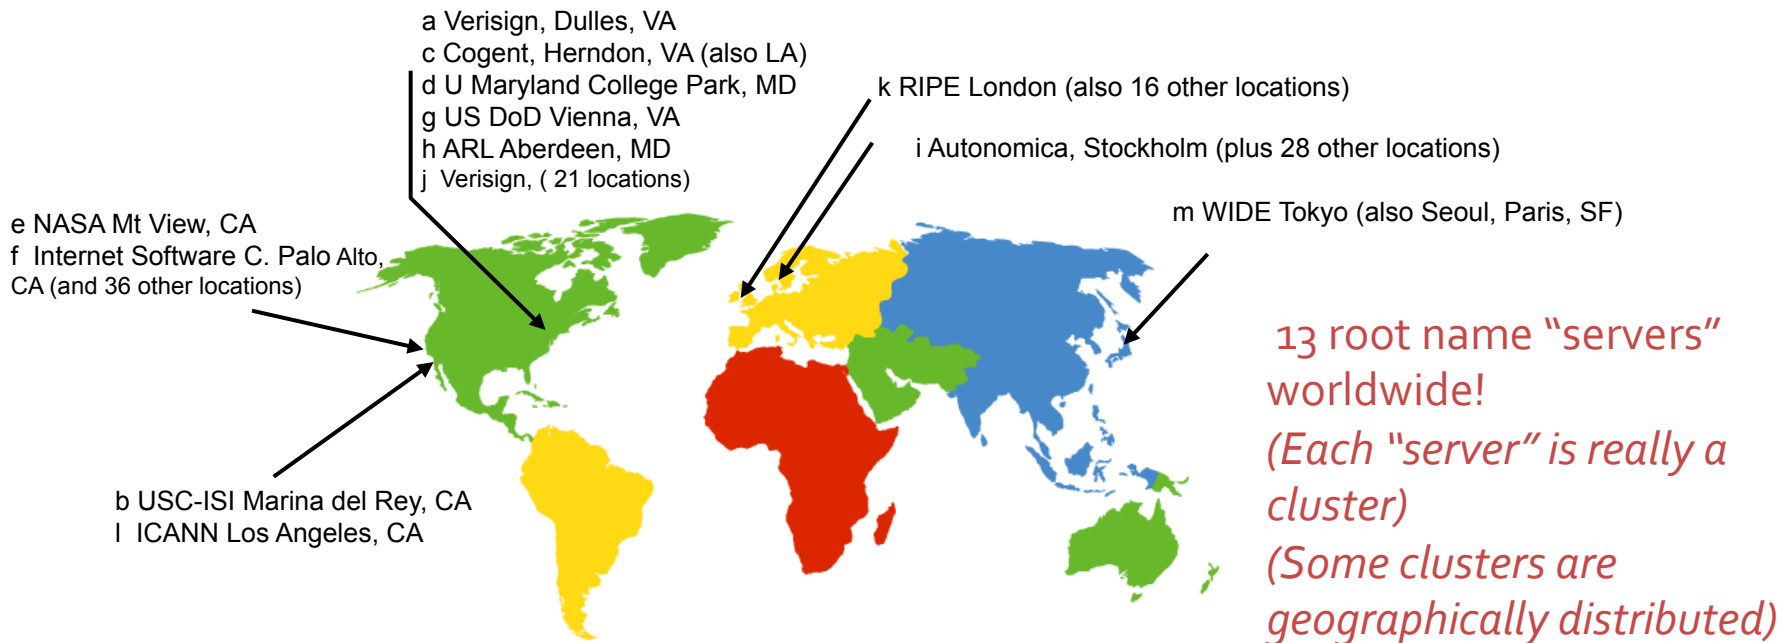 a Verisign, Dulles, VA
c Cogent, Herndon, VA (also LA)
d U Maryland College Park, MD
g US DoD Vienna, VA
h ARL Aberdeen, MD
j Verisign, ( 21 locations)
k RIPE London (also 16 other locations)
i Autonomica, Stockholm (plus 28 other locations)
m WIDE Tokyo (also Seoul, Paris, SF)
e NASA Mt View, CA
f Internet Software C. Palo Alto,
CA (and 36 other locations)
b USC-ISI Marina del Rey, CA
l ICANN Los Angeles, CA
13 root name “servers”
worldwide!
(Each “server” is really a
cluster)
(Some clusters are
geographically distributed)